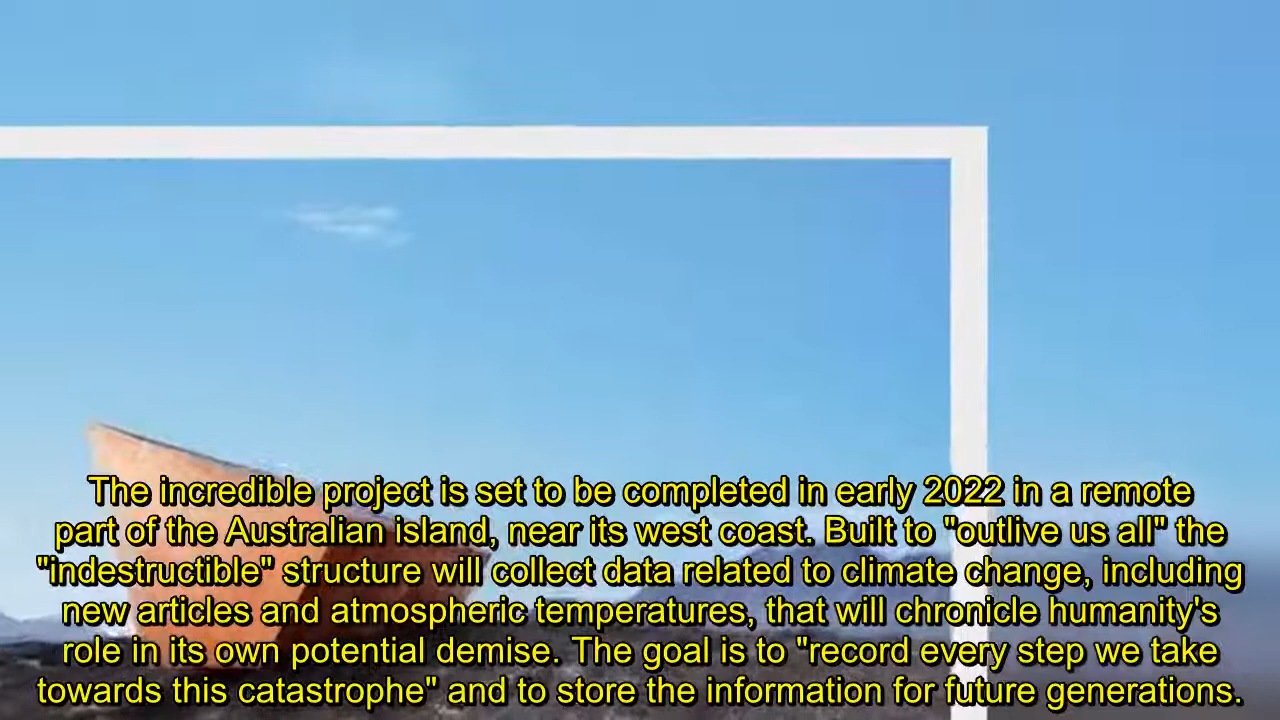 The incredible project is set to be completed in early 2022 in a remote
part of the Australian island, near its west coast. Built to "outlive us all" the
"indestructible" structure will collect data related to climate change, including
new articles and atmospheric temperatures, that will chronicle humanity's
role in its own potential demise. The goal is to "record every step we take
towards this catastrophe" and to store the information for future generations.